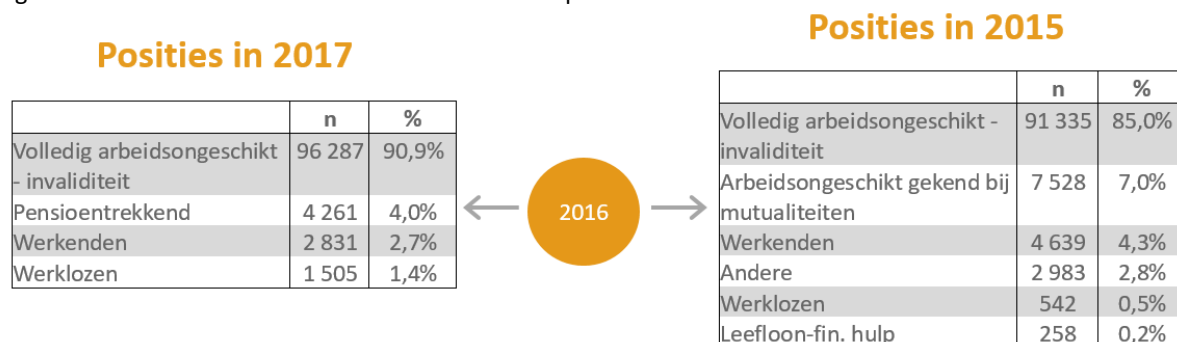 Posities in 2017
n %
Volledig arbeidsongeschikt 96 287 90,9%
- invaliditeit
Pensioentrekkend 4 261 4,0%
Werkenden 2 831 2,7%
Werklozen 1 505 1,4%
2016
Posities in 2015
n %
Volledig arbeidsongeschikt - 91 335 85,0%
invaliditeit
Arbeidsongeschikt gekend bij 7 528 7,0%
mutualiteiten
Werkenden 4 639 4,3%
Andere 2 983 2,8%
Werklozen 542 0,5%
Leefloon-fin. hulp 258 0,2%